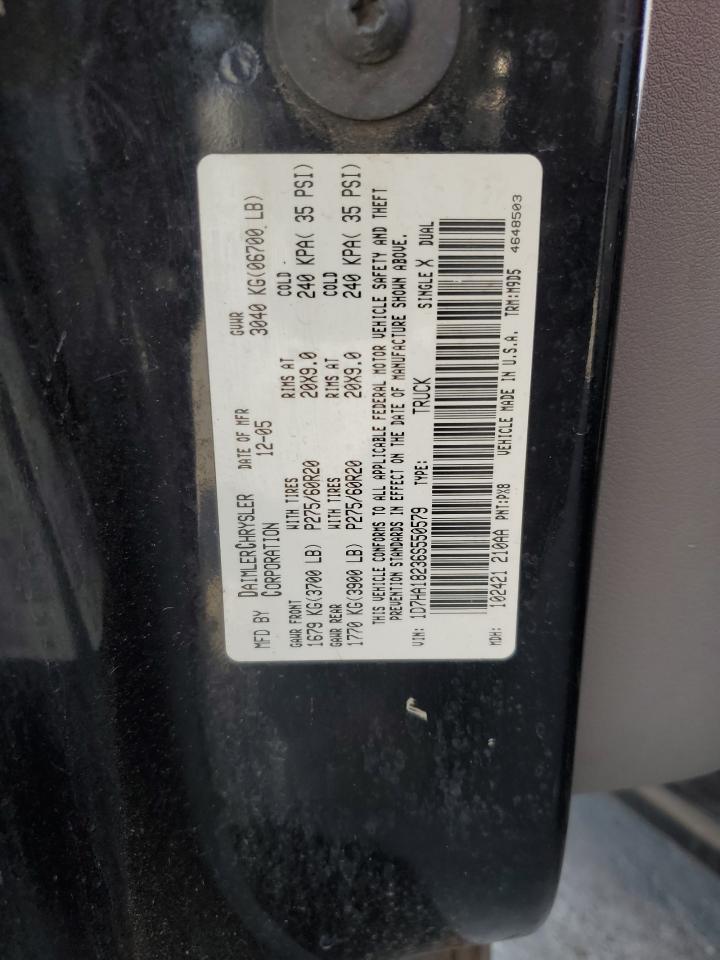 MFD BY DAIMLERCHRYSLER CORPORATION DATE OF MFR 12-05 GVWR 3040 KG(06700 LB)
GAWR FRONT WITH TIRES RIMS AT COLD
1679 KG(3700 LB) P275/60R20 20X9.0 240 KPA( 35 PSI)
GAWR REAR WITH TIRES RIMS AT COLD
1770 KG(3900 LB) P275/60R20 20X9.0 240 KPA( 35 PSI)
THIS VEHICLE CONFORMS TO ALL APPLICABLE FEDERAL MOTOR VEHICLE SAFETY AND THEFT
PREVENTION STANDARDS IN EFFECT ON THE DATE OF MANUFACTURE SHOWN ABOVE.
VIN: 1D7HA18236S550579 TYPE: TRUCK SINGLE X DUAL
MDH: 102421 210AA PNT:PX8 VEHICLE MADE IN U.S.A. TRM:M9D5 4648503